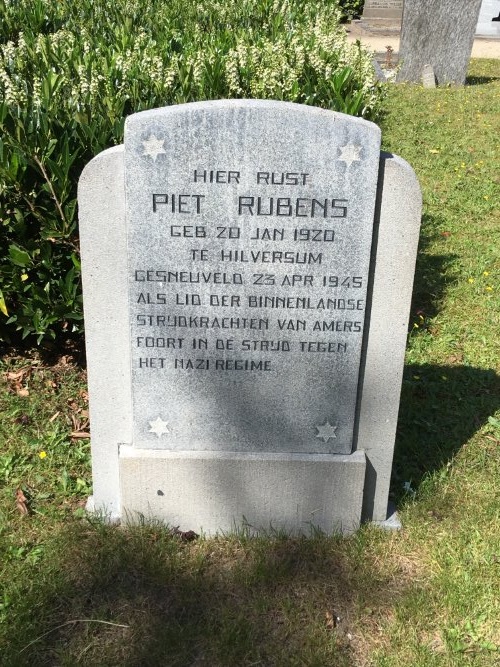 HIER RUST
PIET RUBENS
GEB 20 JAN 1920
TE HILVERSUM
GESNEUVELD 23 APR 1945
ALS LID DER BINNENLANDSE
STRIJDKRACHTEN VAN AMERS
FOORT IN DE STRIJD TEGEN
HET NAZI REGIME